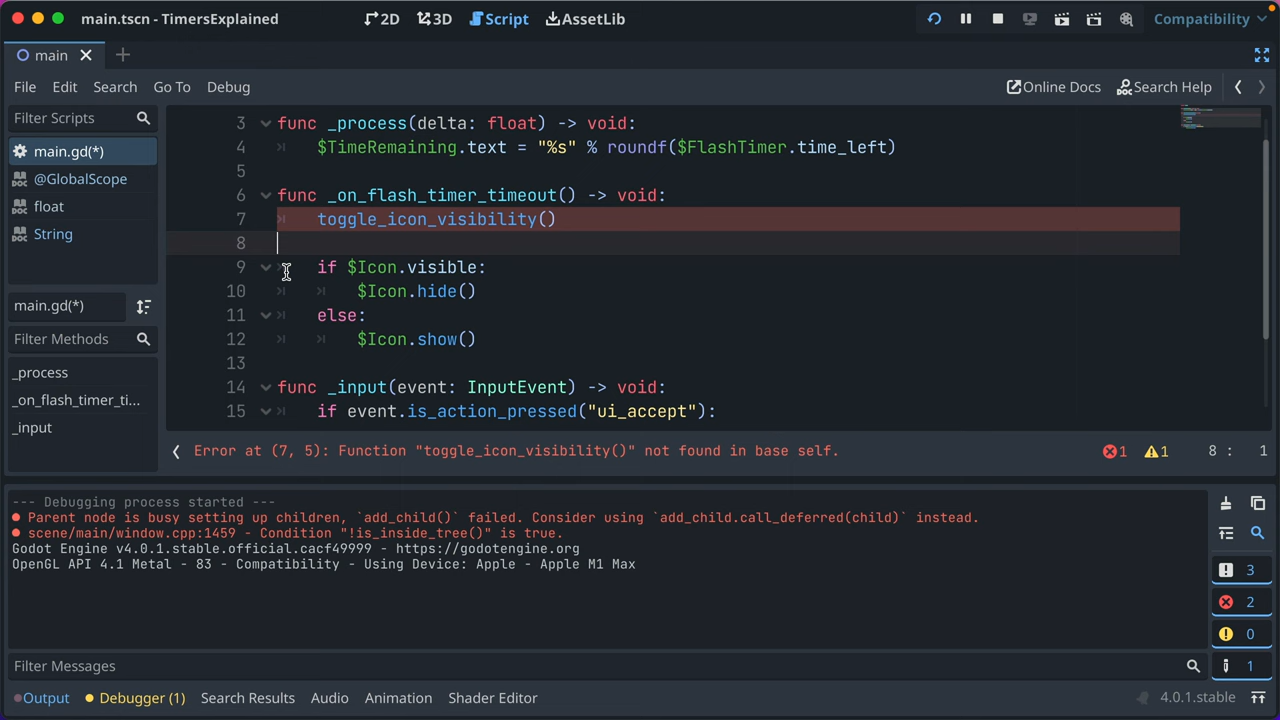 main.tscn - TimersExplained
2D
3D
Script
AssetLib
Compatibility
main
File Edit Search Go To Debug
Online Docs
Search Help
Filter Scripts
main.gd(*)
@GlobalScope
float
String
main.gd(*)
Filter Methods
_process
_on_flash_timer_ti...
_input
3 func _process(delta: float) -> void:
4 $TimeRemaining.text = "%s" % roundf($FlashTimer.time_left)
5
6 func _on_flash_timer_timeout() -> void:
7 toggle_icon_visibility()
8
9 if $Icon.visible:
10 $Icon.hide()
11 else:
12 $Icon.show()
13
14 func _input(event: InputEvent) -> void:
15 if event.is_action_pressed("ui_accept"):
Error at (7, 5): Function "toggle_icon_visibility()" not found in base self.
1 1 8 : 1
--- Debugging process started ---
Parent node is busy setting up children, `add_child()` failed. Consider using `add_child.call_deferred(child)` instead.
scene/main/window.cpp:1459 - Condition "!is_inside_tree()" is true.
Godot Engine v4.0.1.stable.official.cacf49999 - https://godotengine.org
OpenGL API 4.1 Metal - 83 - Compatibility - Using Device: Apple - Apple M1 Max
3
2
0
1
Filter Messages
Output Debugger (1) Search Results Audio Animation Shader Editor
4.0.1.stable